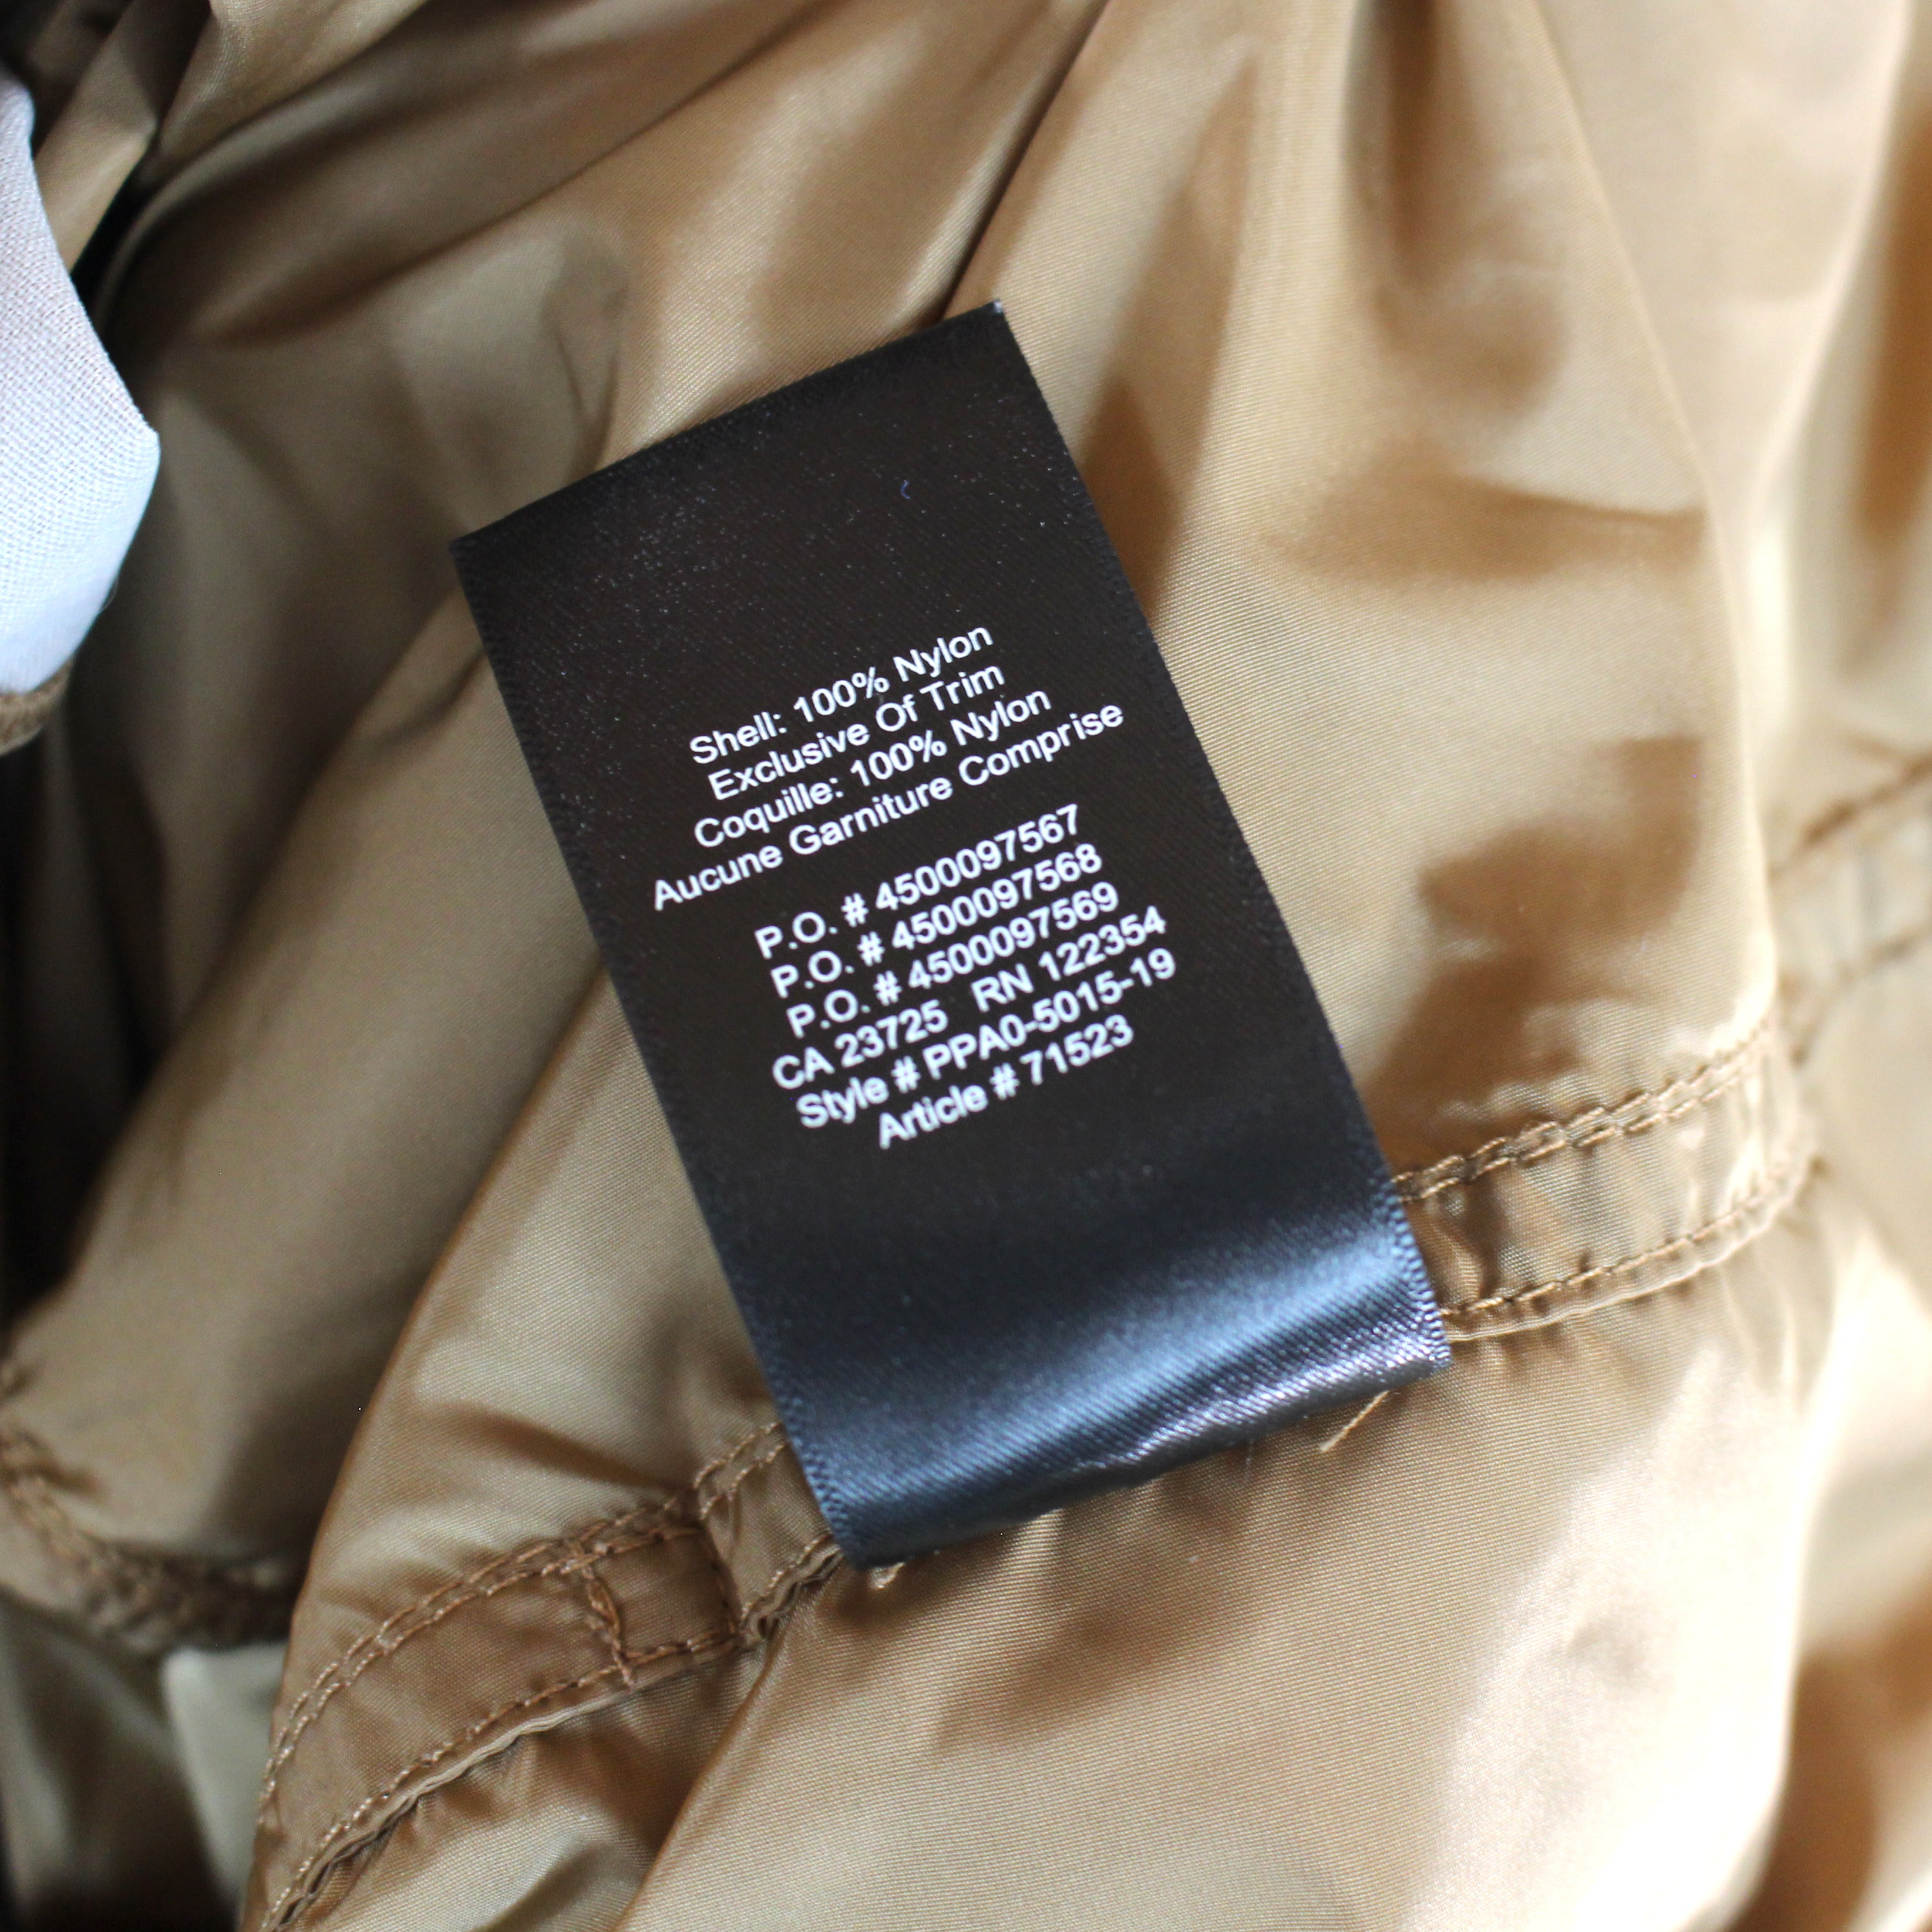 Shell: 100% Nylon
Exclusive Of Trim
Coquille: 100% Nylon
Aucune Garniture Comprise
P.O. # 4500097567
P.O. # 4500097568
P.O. # 4500097569
CA 23725 RN 122354
Style # PPA0-5015-19
Article # 71523